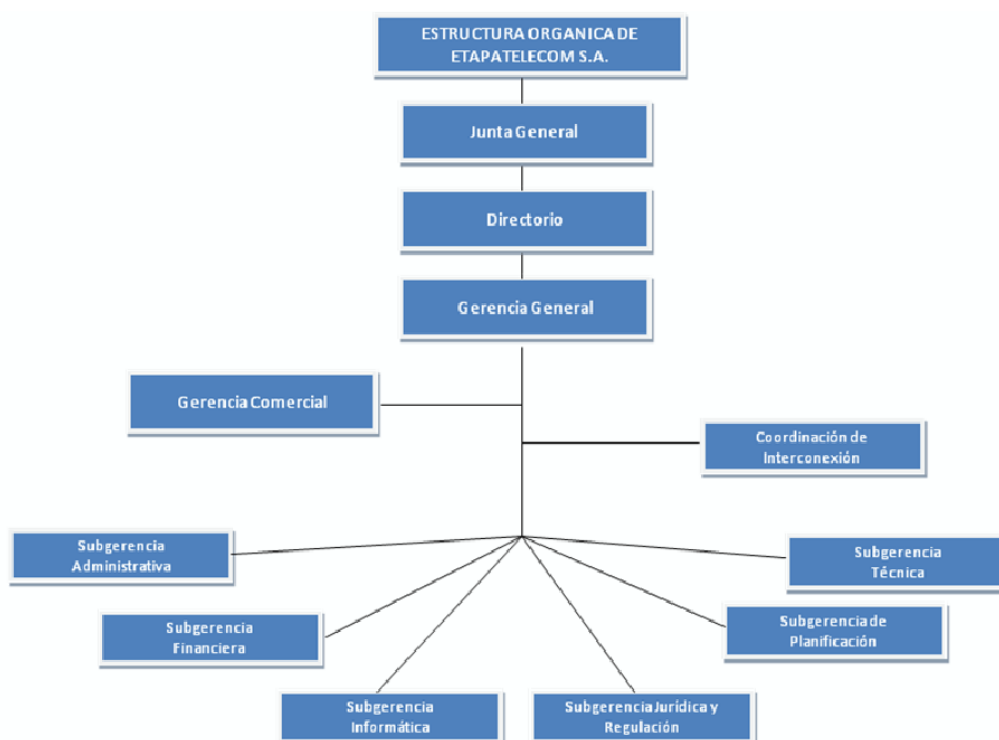 ESTRUCTURA ORGANICA DE
ETAPATELECOM S.A.
Junta General
Directorio
Gerencia General
Gerencia Comercial
Coordinación de
Interconexión
Subgerencia
Administrativa
Subgerencia
Técnica
Subgerencia
Financiera
Subgerencia de
Planificación
Subgerencia
Informática
Subgerencia Jurídica y
Regulación